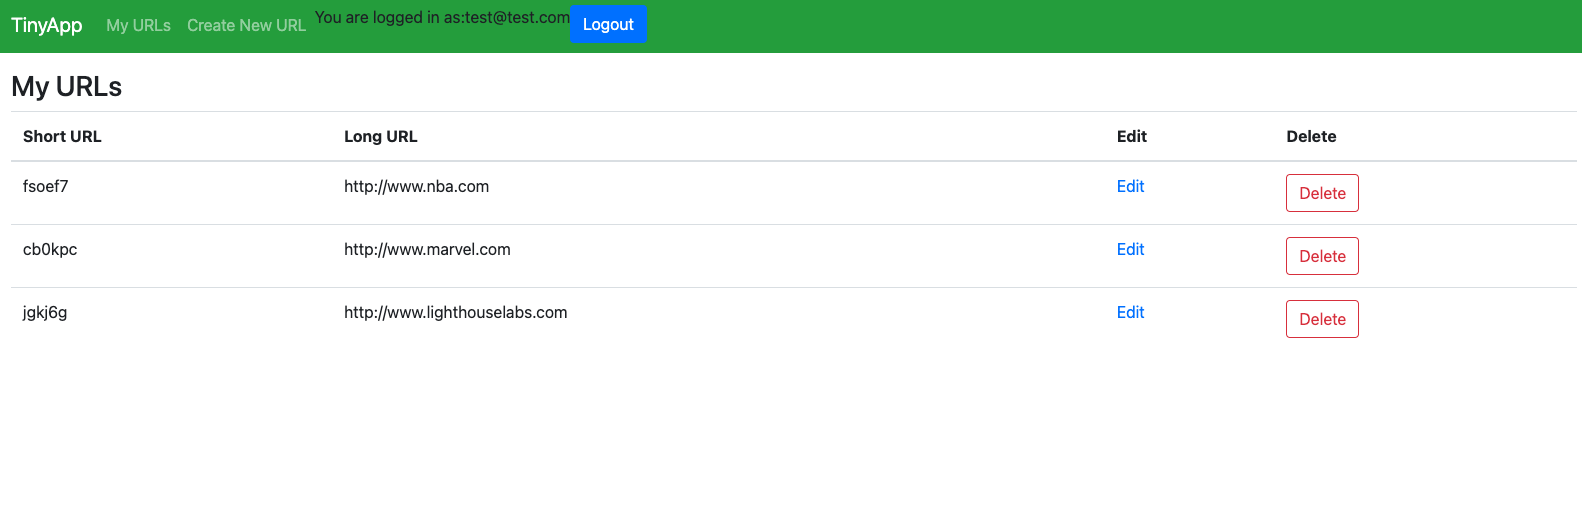 TinyApp My URLs Create New URL You are logged in as:test@test.com Logout
My URLs
Short URL Long URL Edit Delete
fsoef7 http://www.nba.com Edit Delete
cb0kpc http://www.marvel.com Edit Delete
jgkj6g http://www.lighthouselabs.com Edit Delete